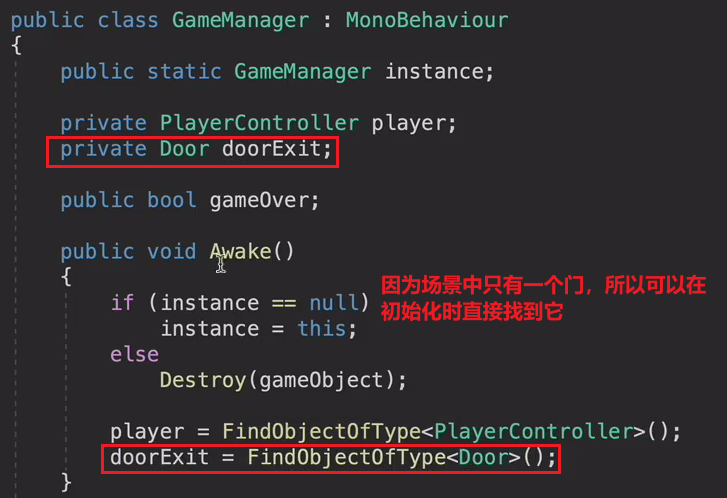 public class GameManager : MonoBehaviour
{
public static GameManager instance;
private PlayerController player;
private Door doorExit;
public bool gameOver;
public void Awake()
{
因为场景中只有一个门，所以可以在
if (instance == null)
初始化时直接找到它
instance = this;
else
Destroy(gameObject);
player = FindObjectOfType<PlayerController>();
doorExit = FindObjectOfType<Door>();
}